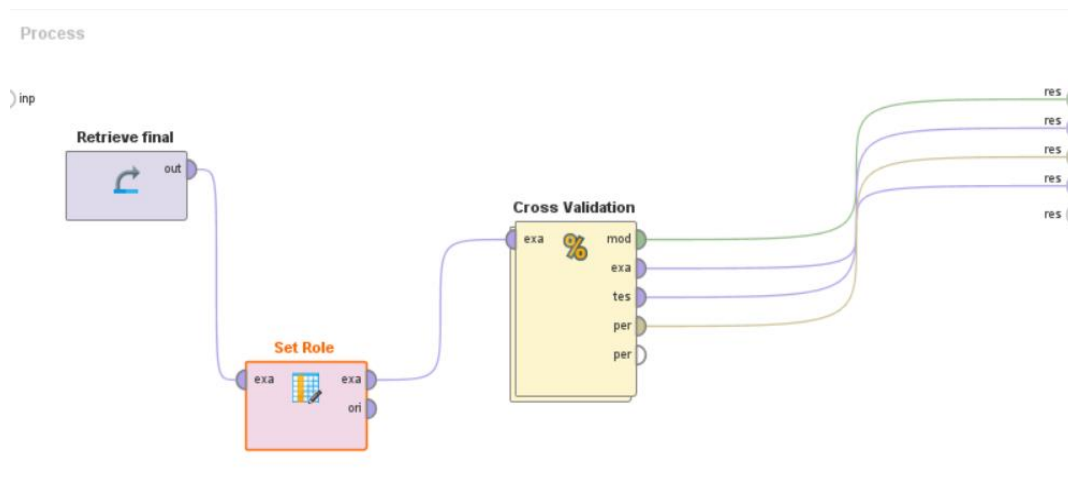 Process
inp
Retrieve final
out
Set Role
exa
exa
ori
Cross Validation
exa
%
mod
exa
tes
per
per
res
res
res
res
res